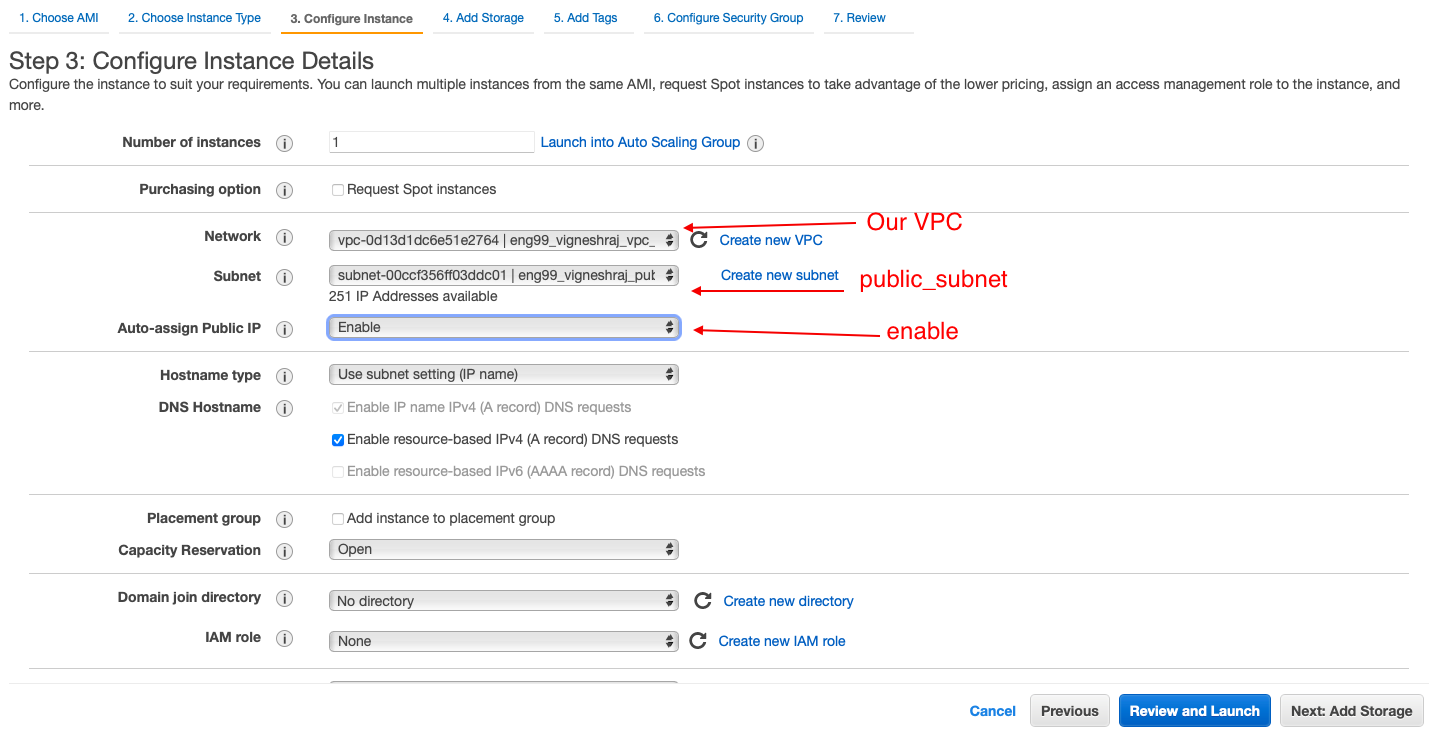 1. Choose AMI 2. Choose Instance Type 3. Configure Instance 4. Add Storage 5. Add Tags 6. Configure Security Group 7. Review
Step 3: Configure Instance Details
Configure the instance to suit your requirements. You can launch multiple instances from the same AMI, request Spot instances to take advantage of the lower pricing, assign an access management role to the instance, and
more.
Number of instances i 1 Launch into Auto Scaling Group i
Purchasing option i Request Spot instances
Our VPC
Network i vpc-0d13d1dc6e51e2764 | eng99_vigneshraj_vpc_ Create new VPC
Subnet i subnet-00ccf356ff03ddc01 | eng99_vigneshraj_pub Create new subnet public_subnet
251 IP Addresses available
Auto-assign Public IP i Enable enable
Hostname type i Use subnet setting (IP name)
DNS Hostname i Enable IP name IPv4 (A record) DNS requests
Enable resource-based IPv4 (A record) DNS requests
Enable resource-based IPv6 (AAAA record) DNS requests
Placement group i Add instance to placement group
Capacity Reservation i Open
Domain join directory i No directory Create new directory
IAM role i None Create new IAM role
Cancel Previous Review and Launch Next: Add Storage